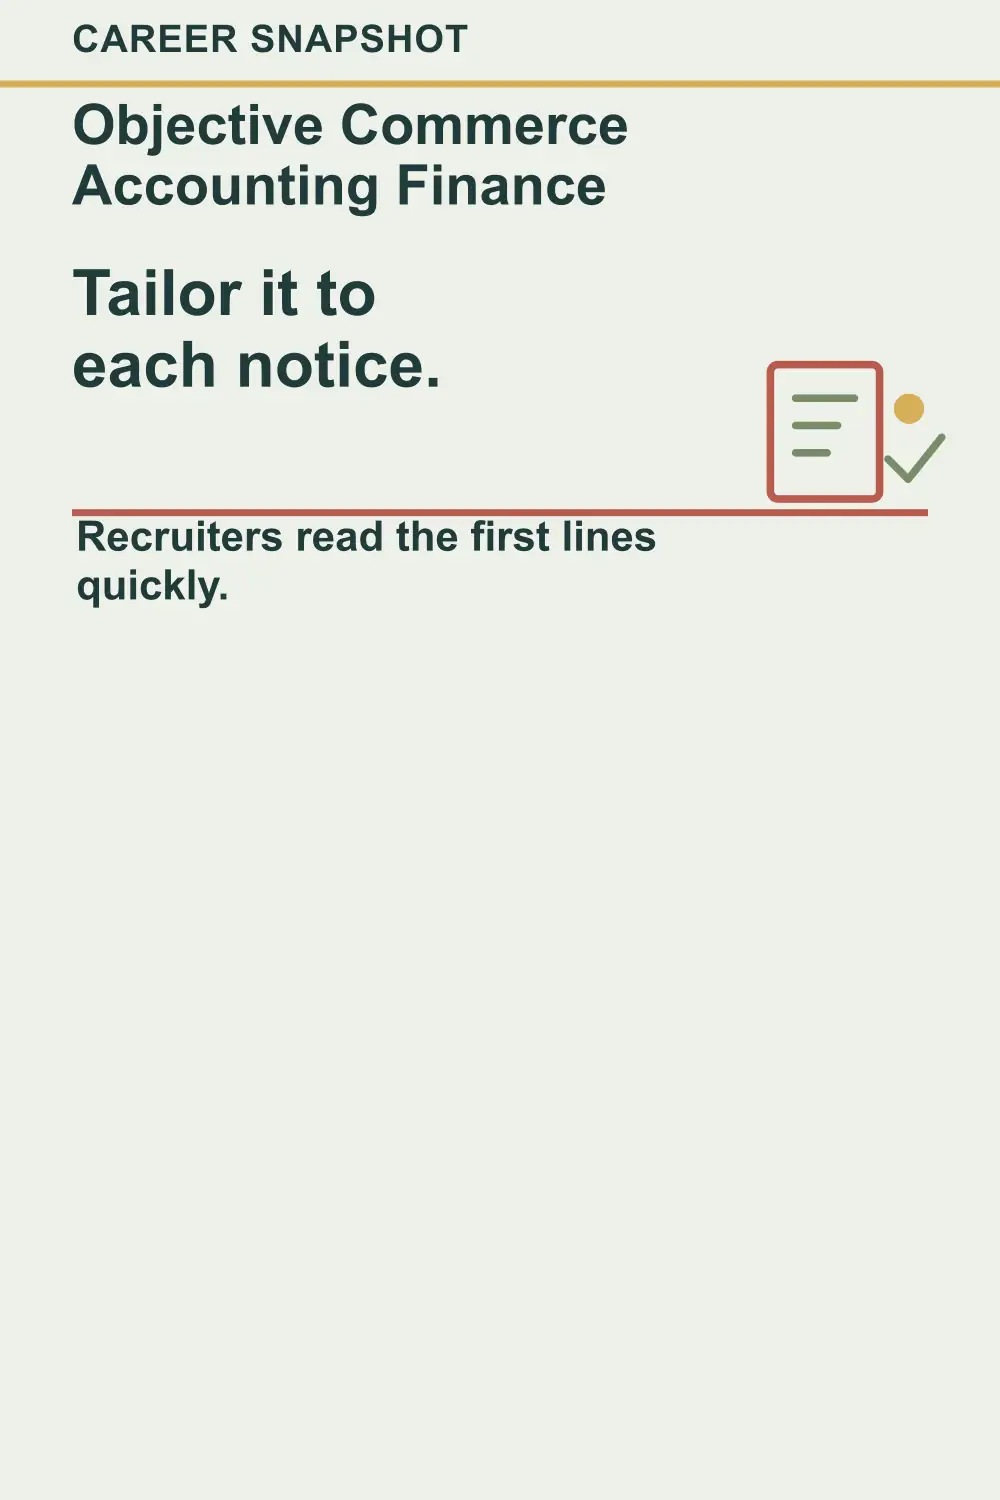 CAREER SNAPSHOT
Objective Commerce
Accounting Finance
Tailor it to
each notice.
Recruiters read the first lines
quickly.